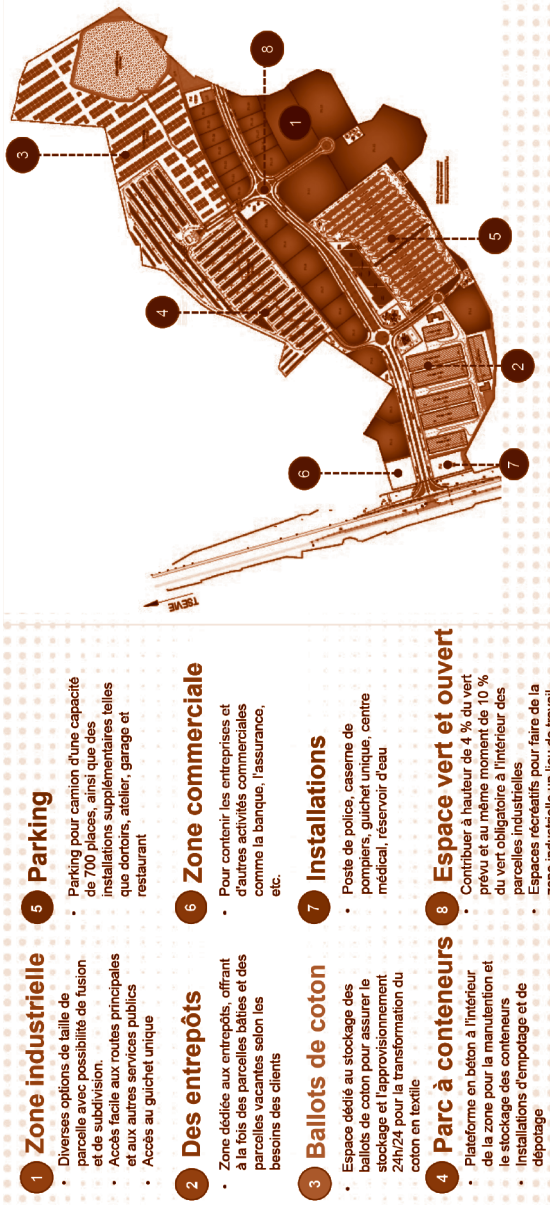 1 Zone industrielle
• Diverses options de taille de
parcelle avec possibilité de fusion
et de subdivision.
• Accès facile aux routes principales
et aux autres services publics
• Accès au guichet unique
2 Des entrepôts
• Zone dédiée aux entrepôts, offrant
à la fois des parcelles bâties et des
parcelles vacantes selon les
besoins des clients
3 Ballots de coton
• Espace dédié au stockage des
ballots de coton pour assurer le
stockage et l'approvisionnement
24h/24 pour la transformation du
coton en textile
4 Parc à conteneurs
• Plateforme en béton à l'intérieur
de la zone pour la manutention et
le stockage des conteneurs
• Installations d'empotage et de
dépotage
5 Parking
• Parking pour camion d'une capacité
de 700 places, ainsi que des
installations supplémentaires telles
que dortoirs, atelier, garage et
restaurant
6 Zone commerciale
• Pour contenir les entreprises et
d'autres activités commerciales
comme la banque, l'assurance,
etc.
7 Installations
• Poste de police, caserne de
pompiers, guichet unique, centre
médical, réservoir d'eau
8 Espace vert et ouvert
• Contribuer à hauteur de 4 % du vert
prévu et au même moment de 10 %
du vert obligatoire à l'intérieur des
parcelles industrielles
• Espaces récréatifs pour faire de la
zone industrielle un lieu de travail
TSEVIE
3
8
1
4
5
2
6
7